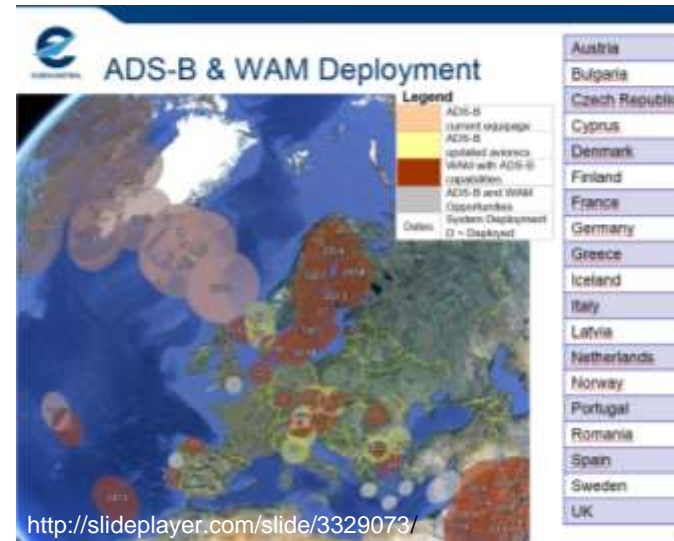 ADS-B & WAM Deployment
Legend
ADS-B
current equipage
ADS-B
updated avionics
WAM with ADS-B
capabilities
ADS-B and WAM
Opportunities
Dates
System Deployment
D = Deployed
Austria
Bulgaria
Czech Republic
Cyprus
Denmark
Finland
France
Germany
Greece
Iceland
Italy
Latvia
Netherlands
Norway
Portugal
Romania
Spain
Sweden
UK
http://slideplayer.com/slide/3329073/